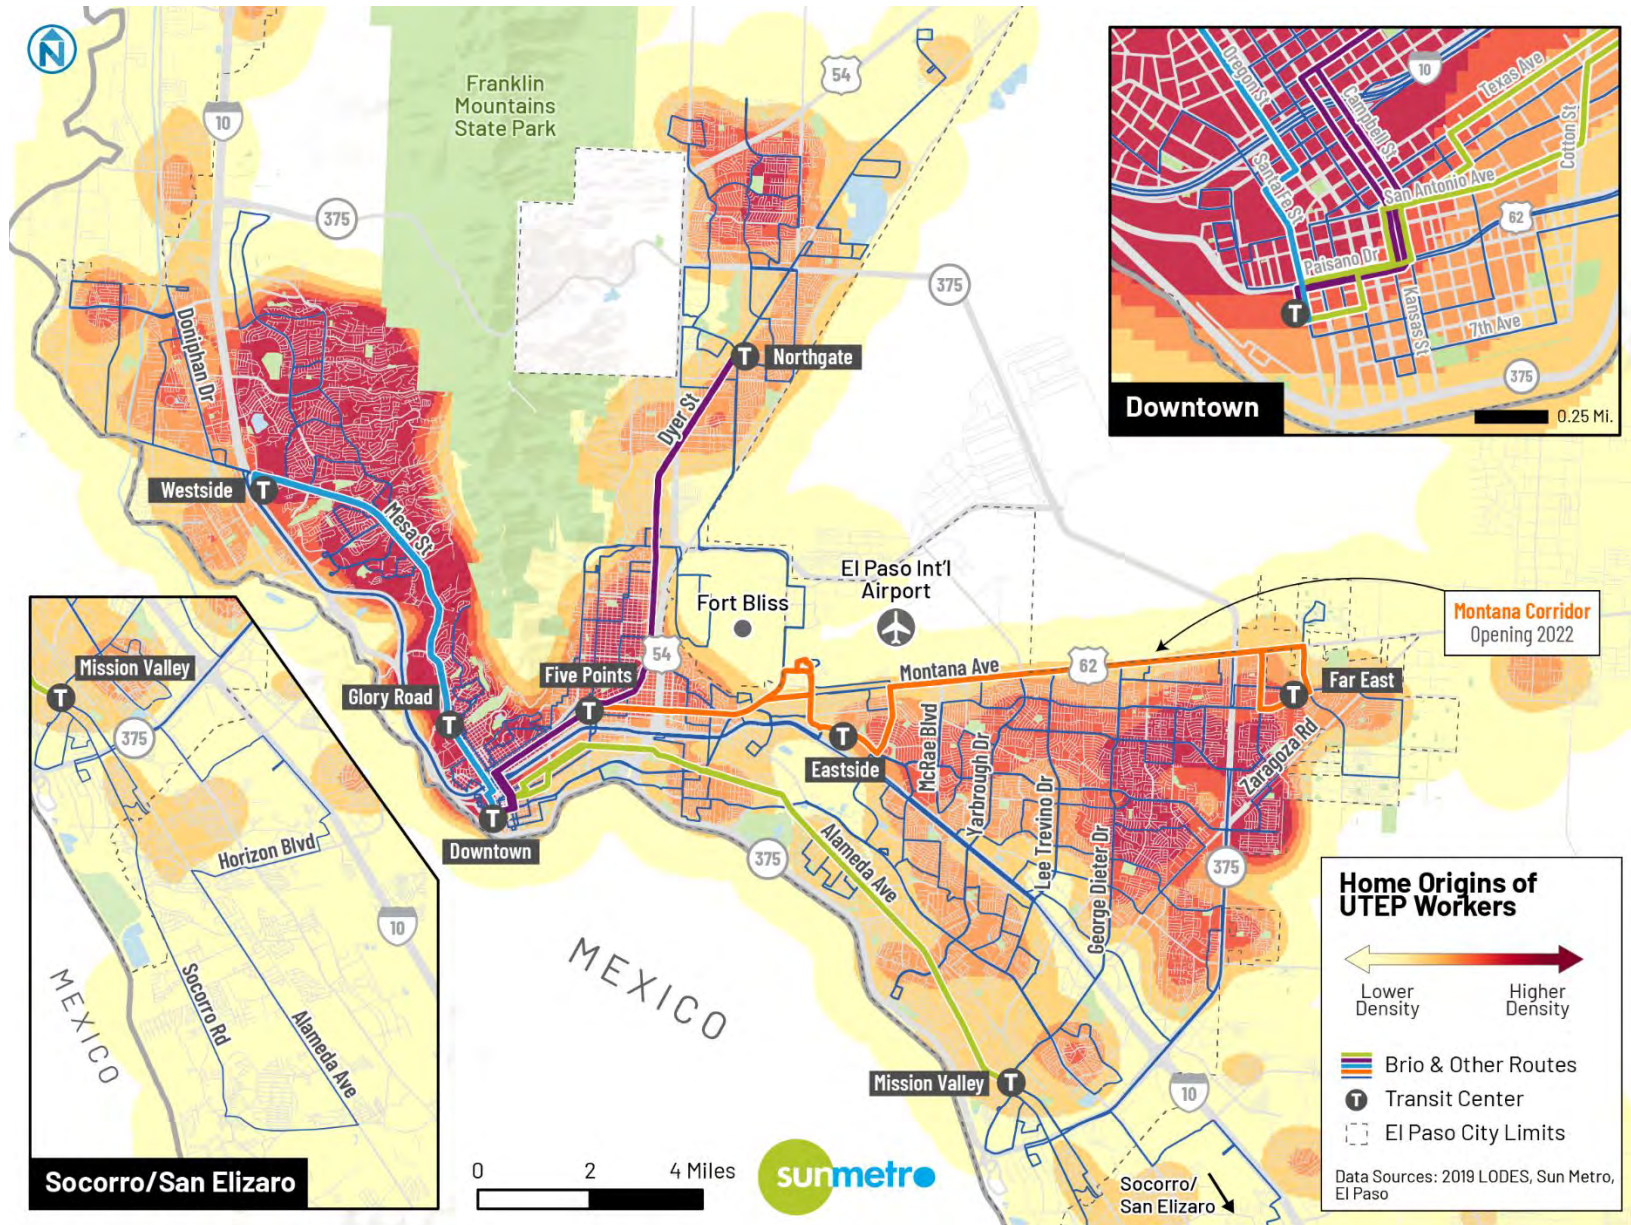 N
Franklin
Mountains
State Park
54
10
375
375
Doniphan Dr
Northgate
Dyer St
Westside
Mesa St
El Paso Int'l
Airport
Fort Bliss
54
Five Points
Glory Road
Montana Ave
62
Montana Corridor
Opening 2022
Far East
T
T
T
T
T
T
T
T
Eastside
McRae Blvd
Yarbrough Dr
Lee Trevino Dr
George Dieter Dr
Zaragoza Rd
Downtown
375
375
Alameda Ave
MEXICO
Mission Valley
10
Socorro/
San Elizaro
0 2 4 Miles
sunmetro
Oregon St
10
Campbell St
Texas Ave
Cotton St
Santa Fe St
San Antonio Ave
62
Paisano Dr
T
Kansas St
7th Ave
375
Downtown
0.25 Mi.
Mission Valley
T
375
Horizon Blvd
10
Socorro Rd
Alameda Ave
MEXICO
Socorro/San Elizaro
Home Origins of
UTEP Workers
Lower
Density
Higher
Density
Brio & Other Routes
T
Transit Center
El Paso City Limits
Data Sources: 2019 LODES, Sun Metro,
El Paso